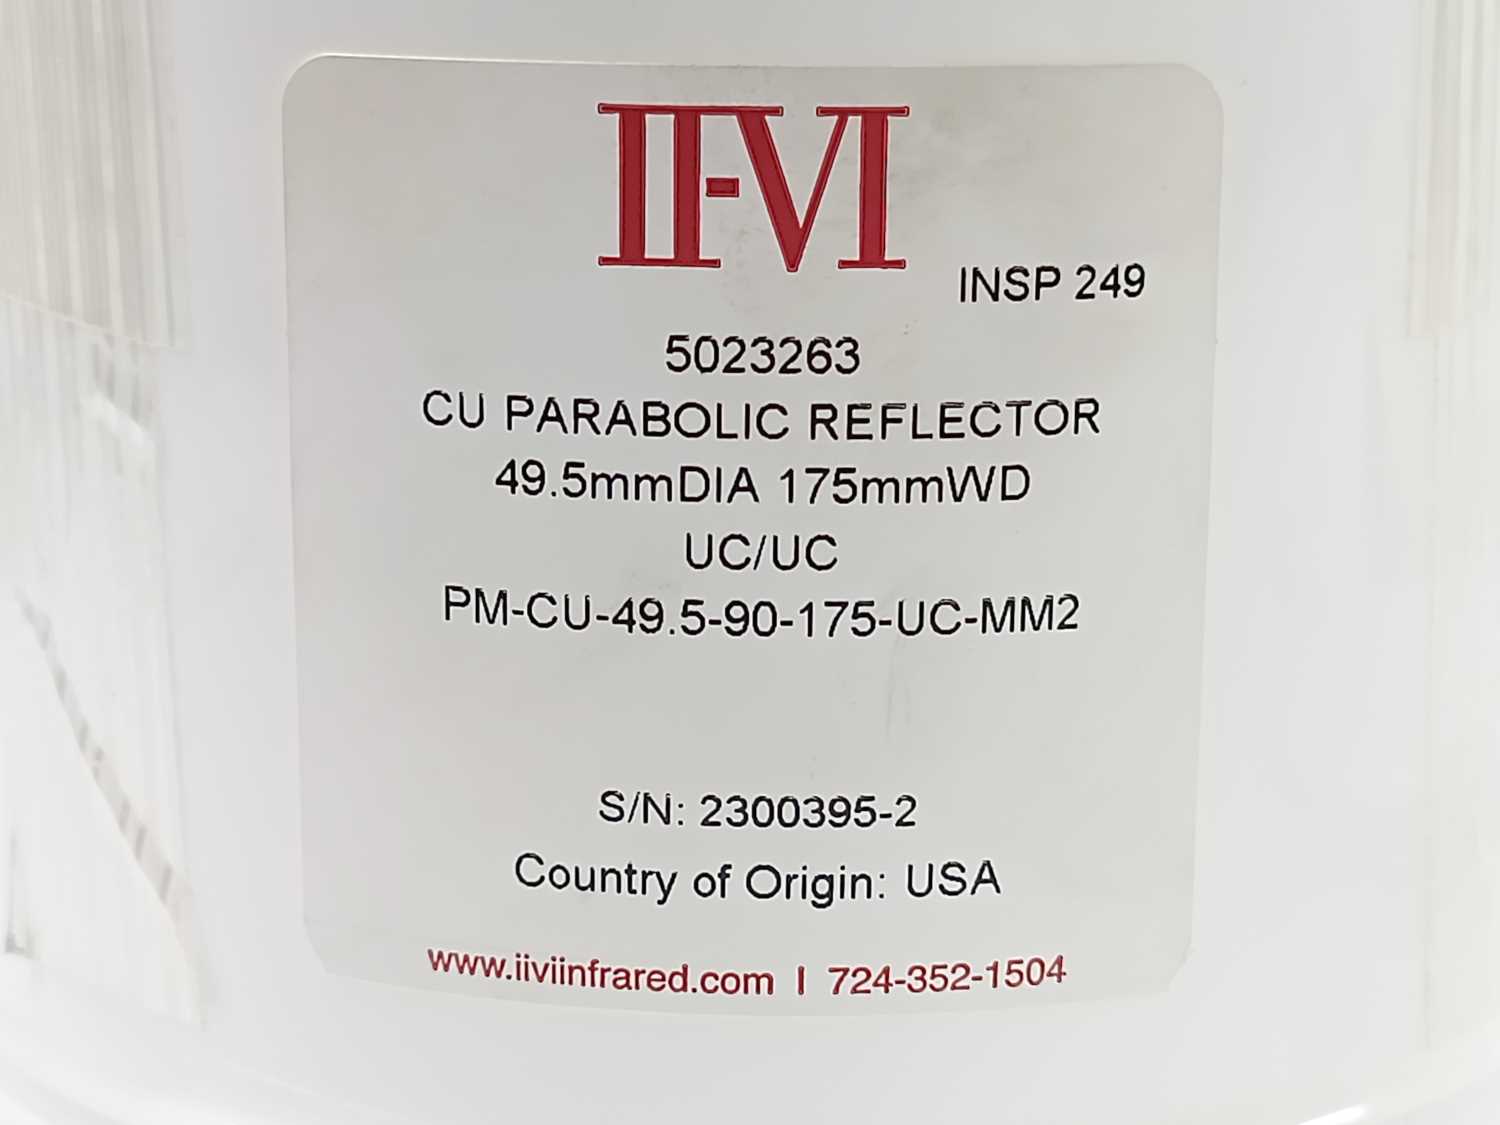 II-VI
INSP 249
5023263
CU PARABOLIC REFLECTOR
49.5mmDIA 175mmWD
UC/UC
PM-CU-49.5-90-175-UC-MM2
S/N: 2300395-2
Country of Origin: USA
www.iiviinfrared.com | 724-352-1504